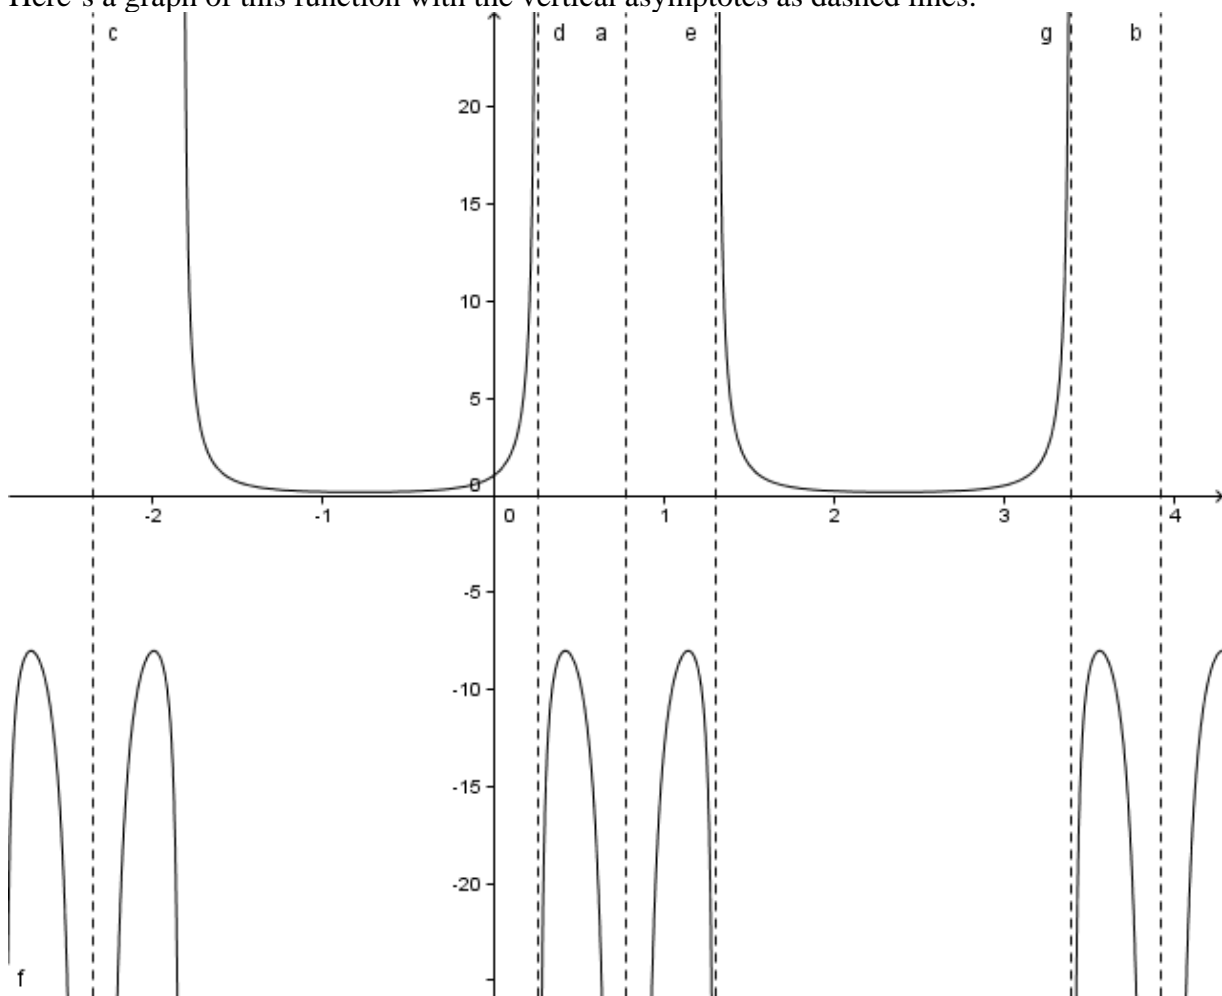 Here's a graph of this function with the vertical asymptotes as dashed lines.
c d a e g b
20
15
10
5
0
-2 -1 0 1 2 3 4
-5
-10
-15
-20
f